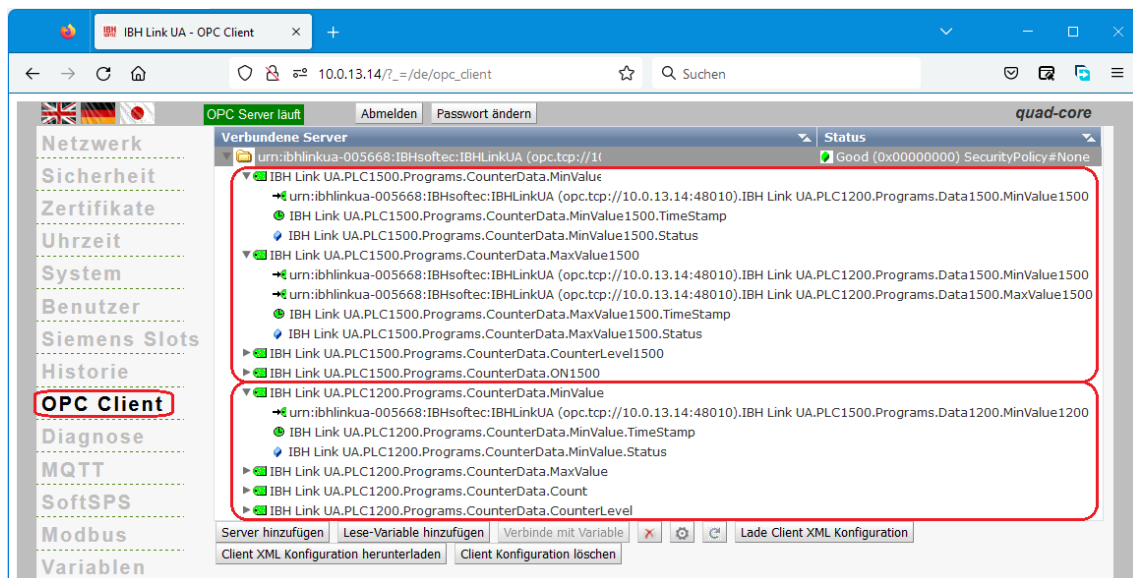 IBH Link UA - OPC Client
10.0.13.14/?_=/de/opc_client
Suchen
OPC Server läuft
Abmelden
Passwort ändern
quad-core
Netzwerk
Sicherheit
Zertifikate
Uhrzeit
System
Benutzer
Siemens Slots
Historie
OPC Client
Diagnose
MQTT
SoftSPS
Modbus
Variablen
Verbundene Server
Status
urn:ibhlinkua-005668:IBHsoftec:IBHLinkUA (opc.tcp://1(
Good (0x00000000) SecurityPolicy#None
IBH Link UA.PLC1500.Programs.CounterData.MinValue
urn:ibhlinkua-005668:IBHsoftec:IBHLinkUA (opc.tcp://10.0.13.14:48010).IBH Link UA.PLC1200.Programs.Data1500.MinValue1500
IBH Link UA.PLC1500.Programs.CounterData.MinValue1500.TimeStamp
IBH Link UA.PLC1500.Programs.CounterData.MinValue1500.Status
IBH Link UA.PLC1500.Programs.CounterData.MaxValue1500
urn:ibhlinkua-005668:IBHsoftec:IBHLinkUA (opc.tcp://10.0.13.14:48010).IBH Link UA.PLC1200.Programs.Data1500.MinValue1500
urn:ibhlinkua-005668:IBHsoftec:IBHLinkUA (opc.tcp://10.0.13.14:48010).IBH Link UA.PLC1200.Programs.Data1500.MaxValue1500
IBH Link UA.PLC1500.Programs.CounterData.MaxValue1500.TimeStamp
IBH Link UA.PLC1500.Programs.CounterData.MaxValue1500.Status
IBH Link UA.PLC1500.Programs.CounterData.CounterLevel1500
IBH Link UA.PLC1500.Programs.CounterData.ON1500
IBH Link UA.PLC1200.Programs.CounterData.MinValue
urn:ibhlinkua-005668:IBHsoftec:IBHLinkUA (opc.tcp://10.0.13.14:48010).IBH Link UA.PLC1500.Programs.Data1200.MinValue1200
IBH Link UA.PLC1200.Programs.CounterData.MinValue.TimeStamp
IBH Link UA.PLC1200.Programs.CounterData.MinValue.Status
IBH Link UA.PLC1200.Programs.CounterData.MaxValue
IBH Link UA.PLC1200.Programs.CounterData.Count
IBH Link UA.PLC1200.Programs.CounterData.CounterLevel
Server hinzufügen
Lese-Variable hinzufügen
Verbinde mit Variable
Lade Client XML Konfiguration
Client XML Konfiguration herunterladen
Client Konfiguration löschen